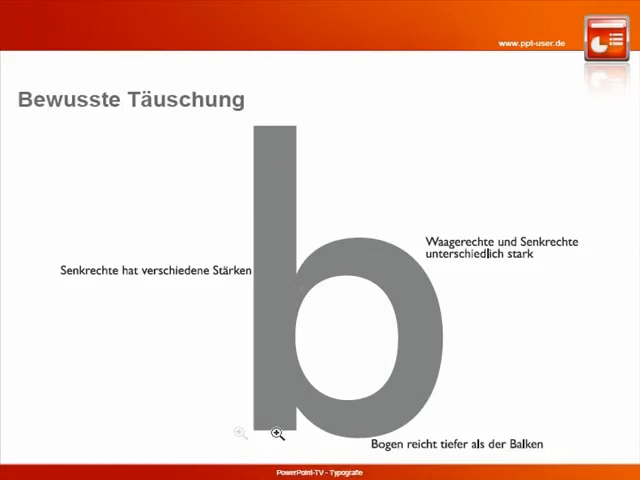 www.ppt-user.de
Bewusste Täuschung
b
Waagerechte und Senkrechte
unterschiedlich stark
Senkrechte hat verschiedene Stärken
Bogen reicht tiefer als der Balken
PowerPoint-TV - Typografie